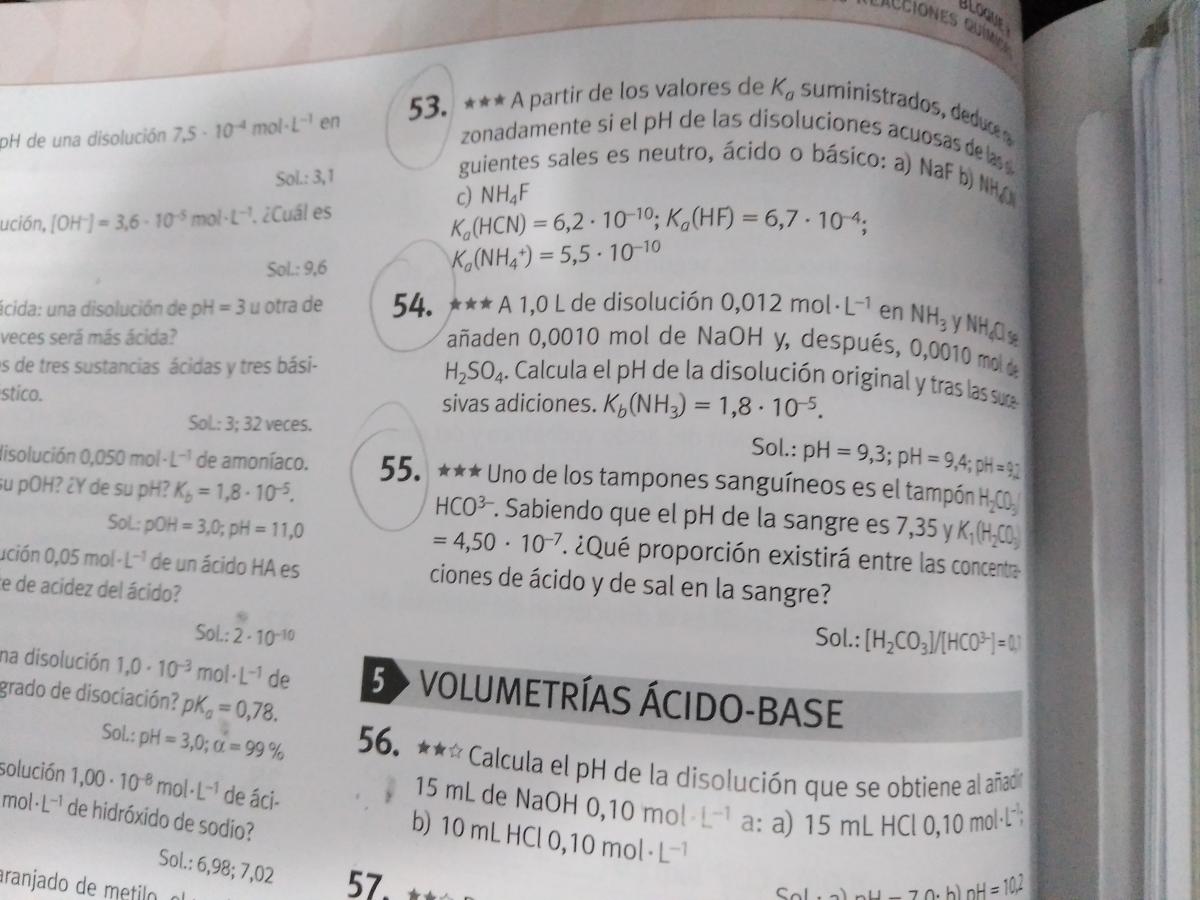 BLOQUE
REACCIONES QUÍMICAS
pH de una disolución 7,5 · 10⁻⁴ mol·L⁻¹ en
Sol.: 3,1
ución, [OH⁻] = 3,6 · 10⁻⁵ mol·L⁻¹. ¿Cuál es
Sol.: 9,6
ácida: una disolución de pH = 3 u otra de
veces será más ácida?
s de tres sustancias ácidas y tres bási-
stico.
Sol.: 3; 32 veces.
disolución 0,050 mol·L⁻¹ de amoníaco.
su pOH? ¿Y de su pH? K_b = 1,8 · 10⁻⁵.
Sol.: pOH = 3,0; pH = 11,0
ución 0,05 mol·L⁻¹ de un ácido HA es
te de acidez del ácido?
Sol.: 2 · 10⁻¹⁰
na disolución 1,0 · 10⁻³ mol·L⁻¹ de
grado de disociación? pKₐ = 0,78.
Sol.: pH = 3,0; α = 99 %
solución 1,00 · 10⁻⁸ mol·L⁻¹ de áci-
mol·L⁻¹ de hidróxido de sodio?
Sol.: 6,98; 7,02
aranjado de metilo,
53. ★★★ A partir de los valores de Kₐ suministrados, deduce ra-
zonadamente si el pH de las disoluciones acuosas de las si-
guientes sales es neutro, ácido o básico: a) NaF b) NH₄CN
c) NH₄F
Kₐ(HCN) = 6,2 · 10⁻¹⁰; Kₐ(HF) = 6,7 · 10⁻⁴;
Kₐ(NH₄⁺) = 5,5 · 10⁻¹⁰
54. ★★★ A 1,0 L de disolución 0,012 mol·L⁻¹ en NH₃ y NH₄Cl se
añaden 0,0010 mol de NaOH y, después, 0,0010 mol de
H₂SO₄. Calcula el pH de la disolución original y tras las suce-
sivas adiciones. K_b(NH₃) = 1,8 · 10⁻⁵.
Sol.: pH = 9,3; pH = 9,4; pH = 9,2
55. ★★★ Uno de los tampones sanguíneos es el tampón H₂CO₃/
HCO³⁻. Sabiendo que el pH de la sangre es 7,35 y K₁(H₂CO₃)
= 4,50 · 10⁻⁷. ¿Qué proporción existirá entre las concentra-
ciones de ácido y de sal en la sangre?
Sol.: [H₂CO₃]/[HCO³⁻] = 0,1
5 VOLUMETRÍAS ÁCIDO-BASE
56. ★★☆ Calcula el pH de la disolución que se obtiene al añadir
15 mL de NaOH 0,10 mol·L⁻¹ a: a) 15 mL HCl 0,10 mol·L⁻¹;
b) 10 mL HCl 0,10 mol·L⁻¹
Sol.: a) pH = 7,0; b) pH = 10,2
57. ★★☆